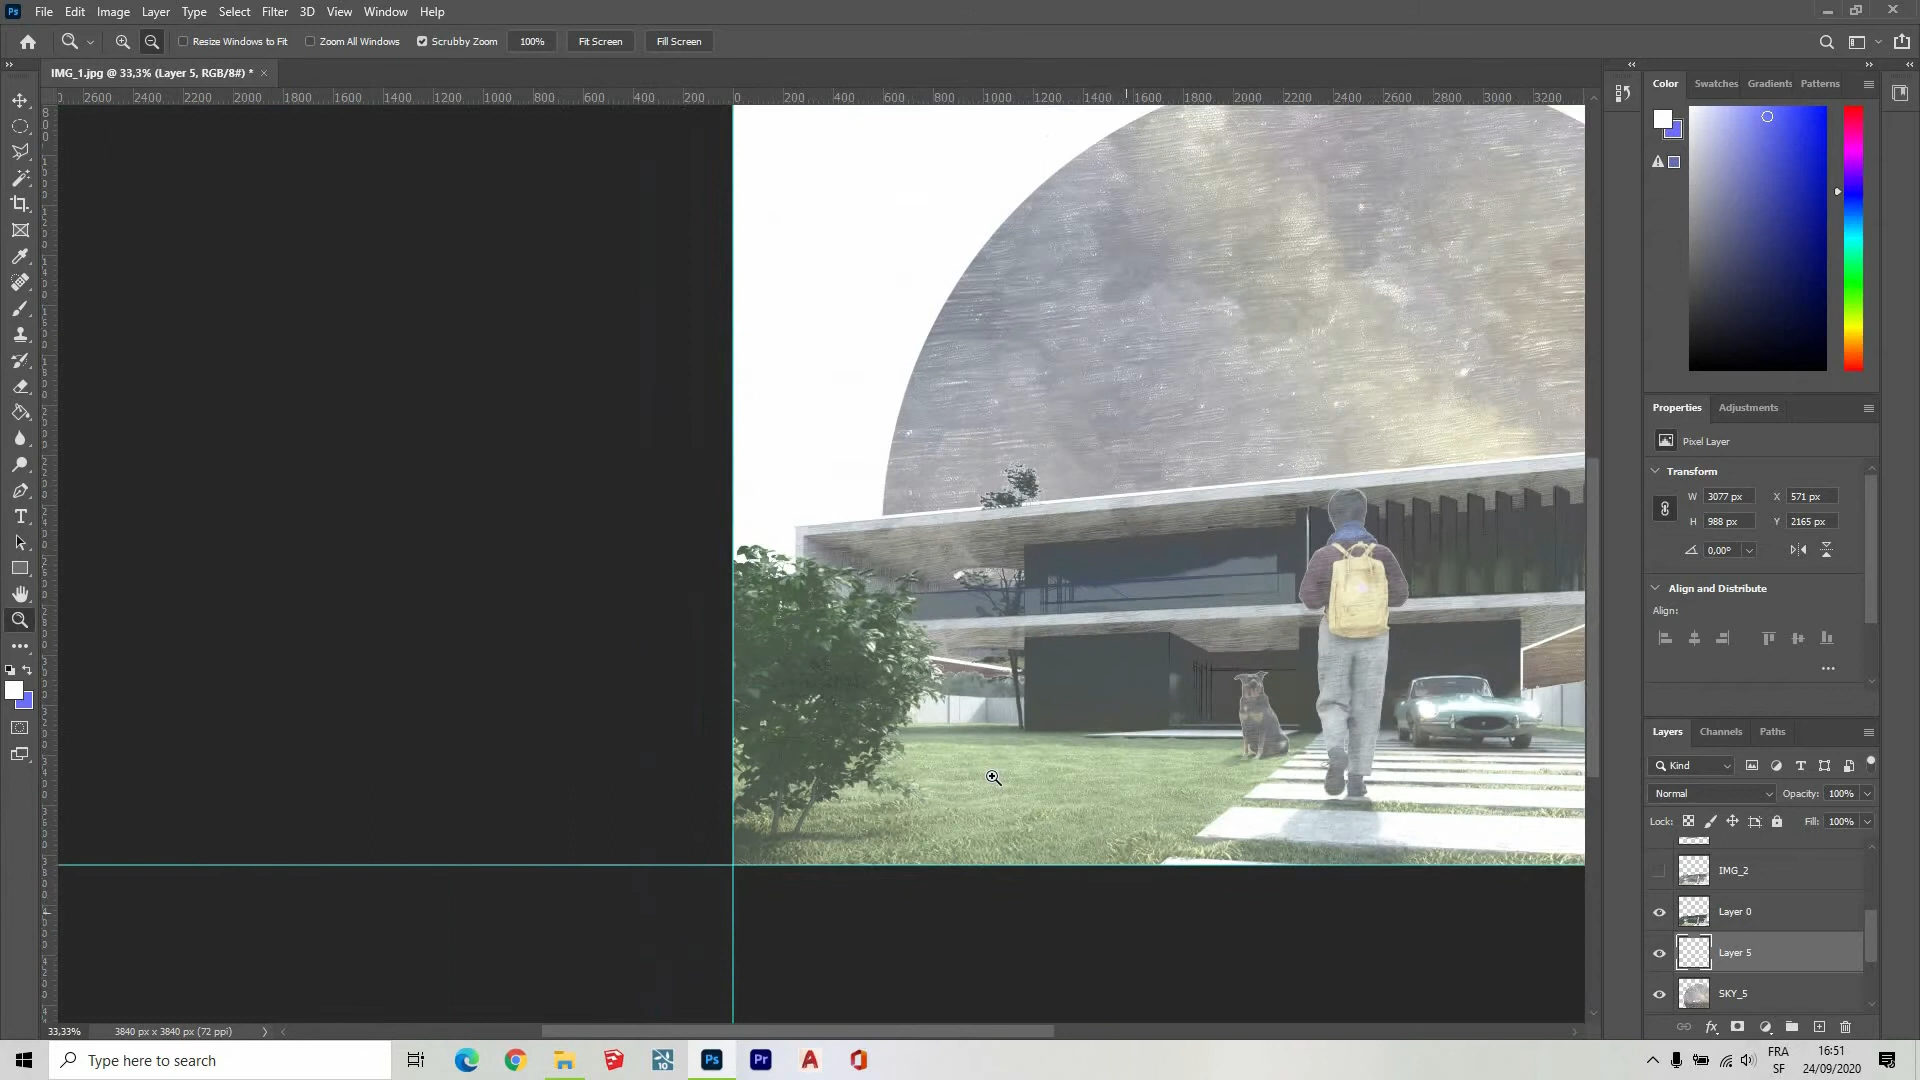 Ps File Edit Image Layer Type Select Filter 3D View Window Help
Resize Windows to Fit Zoom All Windows Scrubby Zoom 100% Fit Screen Fill Screen
IMG_1.jpg @ 33,3% (Layer 5, RGB/8#) * ×
2600 2400 2200 2000 1800 1600 1400 1200 1000 800 600 400 200 0 200 400 600 800 1000 1200 1400 1600 1800 2000 2200 2400 2600 2800 3000 3200
Color Swatches Gradients Patterns
Properties Adjustments
Pixel Layer
Transform
W 3077 px X 571 px
H 988 px Y 2165 px
0,00°
Align and Distribute
Align:
Layers Channels Paths
Kind
Normal Opacity: 100%
Lock: Fill: 100%
IMG_2
Layer 0
Layer 5
SKY_5
fx
33,33% 3840 px x 3840 px (72 ppi)
Type here to search
10 Ps Pr A
FRA
SF
16:51
24/09/2020